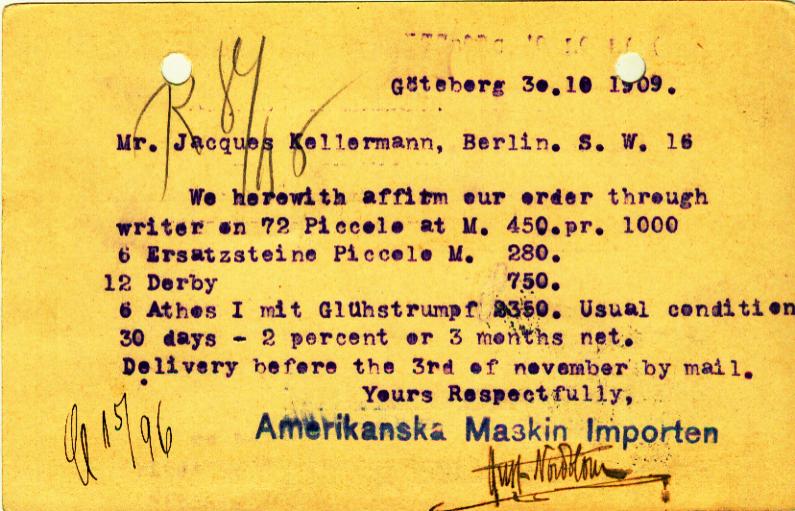 Göteborg 30.10 1909.
Mr. Jacques Kellermann, Berlin. S. W. 16
We herewith affirm our order through
writer on 72 Piccolo at M. 450.pr. 1000
6 Ersatzsteine Piccolo M. 280.
12 Derby 750.
6 Athos I mit Glühstrumpf 2350. Usual condition
30 days - 2 percent or 3 months net.
Delivery before the 3rd of november by mail.
Yours Respectfully,
Amerikanska Maskin Importen
15/96